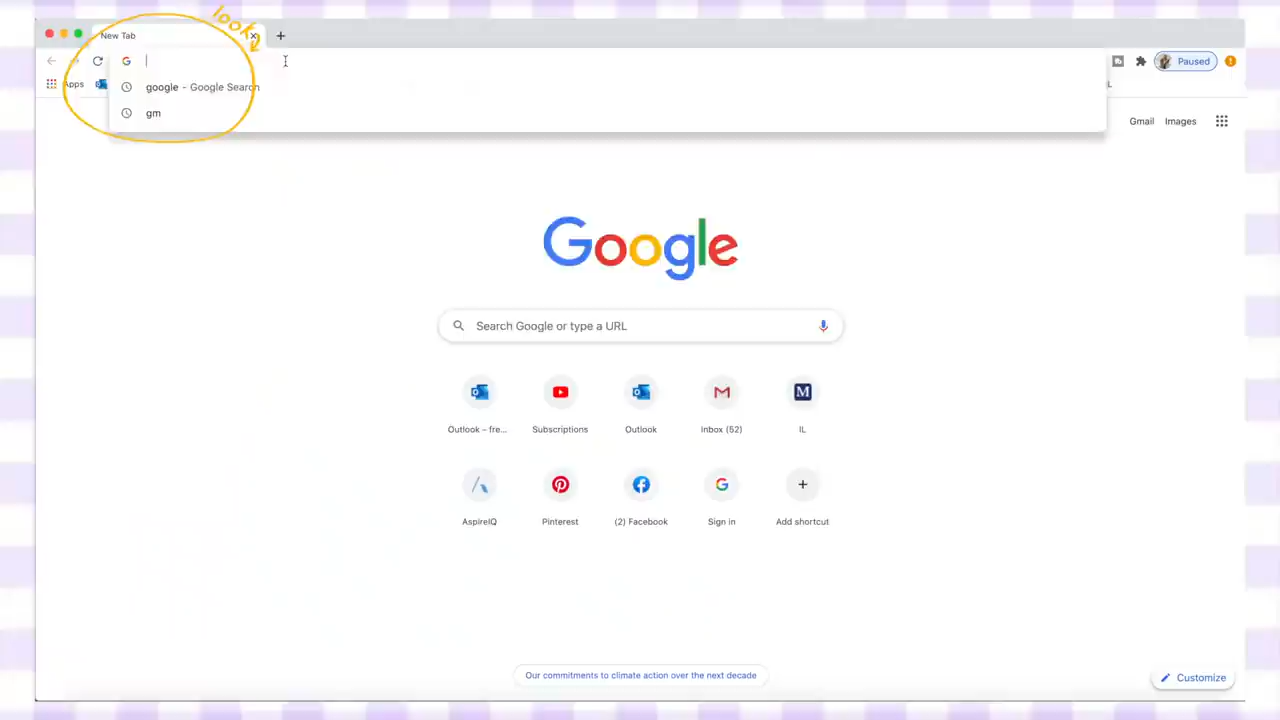 look
New Tab
Paused
google - Google Search
Apps
gm
Gmail Images
Google
Search Google or type a URL
Outlook – fre... Subscriptions Outlook Inbox (52) IL
AspireIQ Pinterest (2) Facebook Sign in Add shortcut
Our commitments to climate action over the next decade
Customize